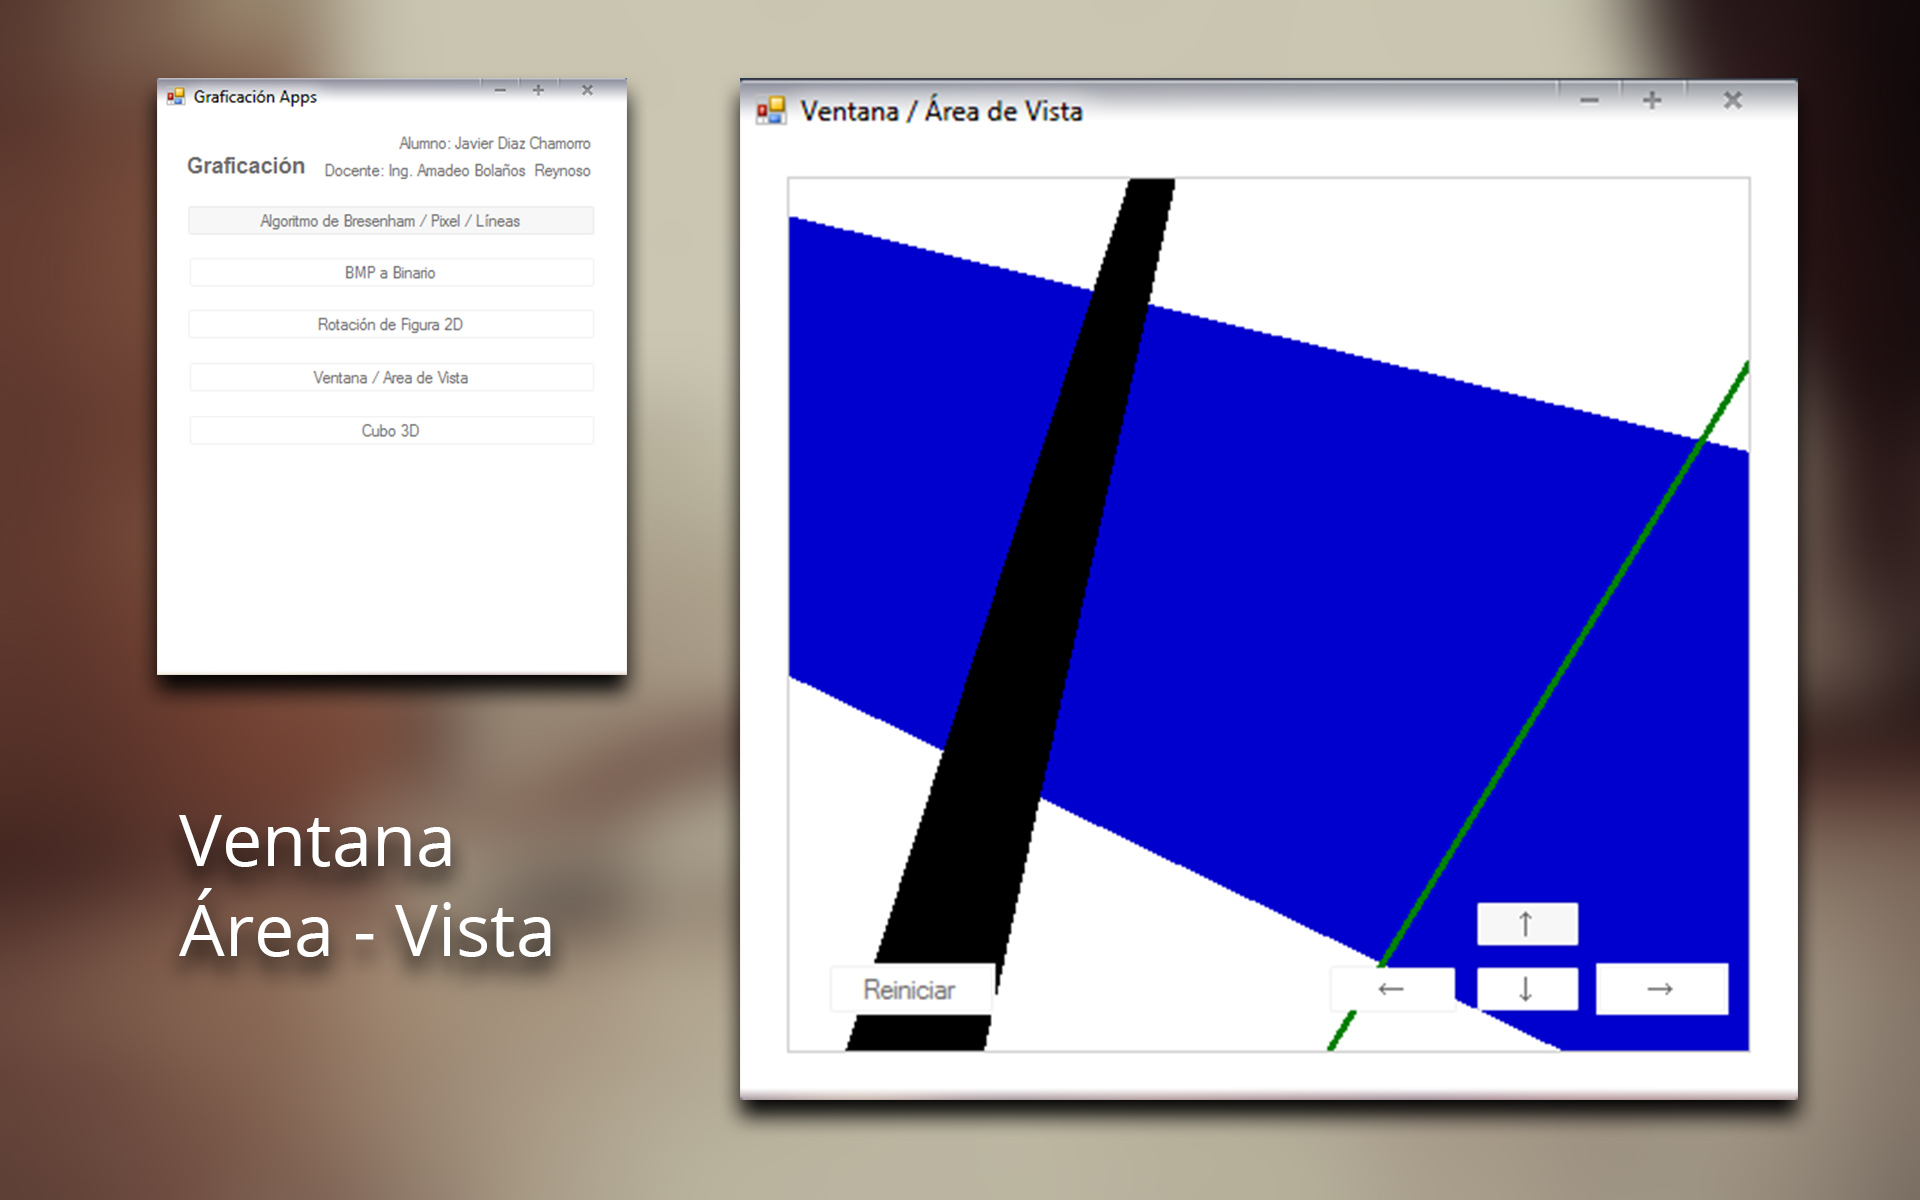 Graficación Apps
Alumno: Javier Diaz Chamorro
Graficación
Docente: Ing. Amadeo Bolaños Reynoso
Algoritmo de Bresenham / Pixel / Líneas
BMP a Binario
Rotación de Figura 2D
Ventana / Area de Vista
Cubo 3D
Ventana
Área - Vista
Ventana / Área de Vista
↑
Reiniciar
← ↓ →